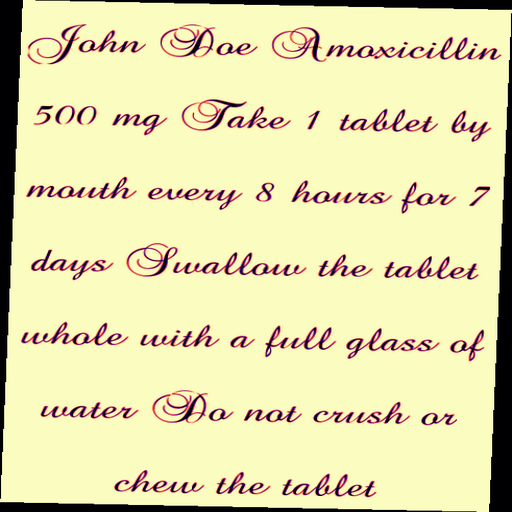 John Doe Amoxicillin
500 mg Take 1 tablet by
mouth every 8 hours for 7
days Swallow the tablet
whole with a full glass of
water Do not crush or
chew the tablet